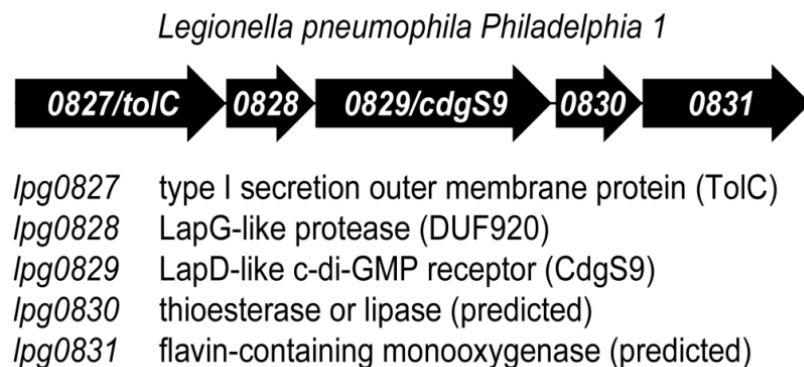 Legionella pneumophila Philadelphia 1
0827/tolC 0828 0829/cdgS9 0830 0831
lpg0827 type I secretion outer membrane protein (TolC)
lpg0828 LapG-like protease (DUF920)
lpg0829 LapD-like c-di-GMP receptor (CdgS9)
lpg0830 thioesterase or lipase (predicted)
lpg0831 flavin-containing monooxygenase (predicted)